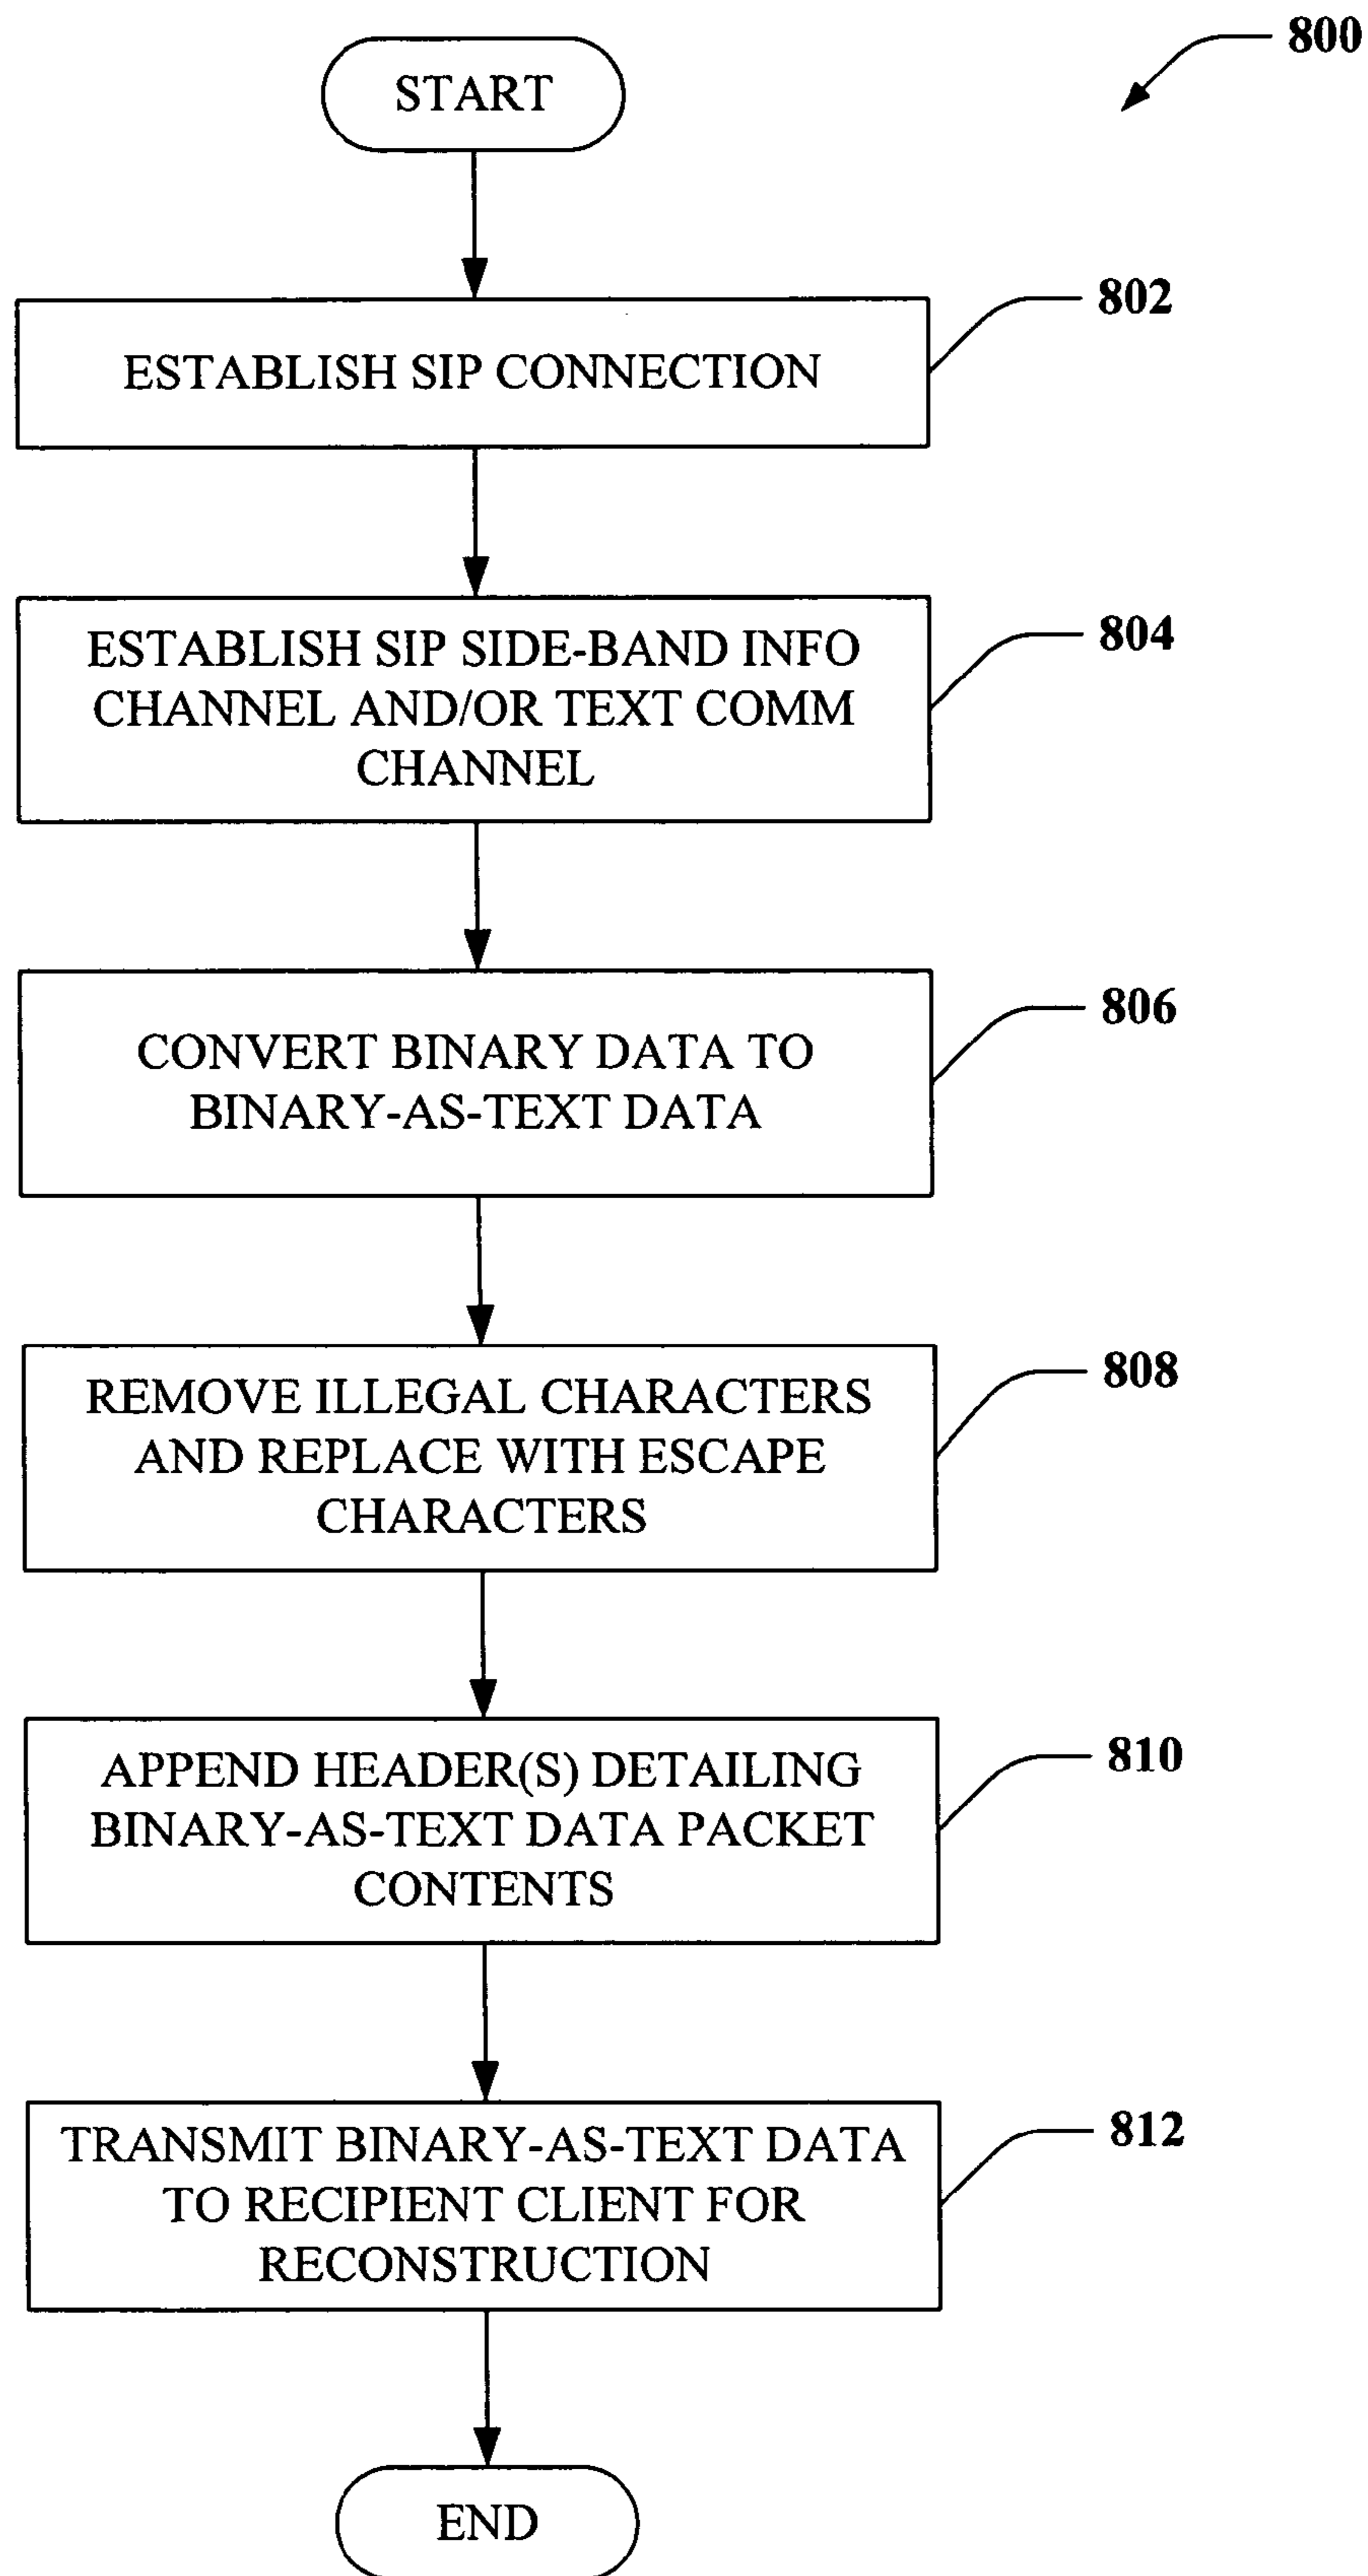 800
START
802
ESTABLISH SIP CONNECTION
804
ESTABLISH SIP SIDE-BAND INFO
CHANNEL AND/OR TEXT COMM
CHANNEL
806
CONVERT BINARY DATA TO
BINARY-AS-TEXT DATA
808
REMOVE ILLEGAL CHARACTERS
AND REPLACE WITH ESCAPE
CHARACTERS
810
APPEND HEADER(S) DETAILING
BINARY-AS-TEXT DATA PACKET
CONTENTS
812
TRANSMIT BINARY-AS-TEXT DATA
TO RECIPIENT CLIENT FOR
RECONSTRUCTION
END